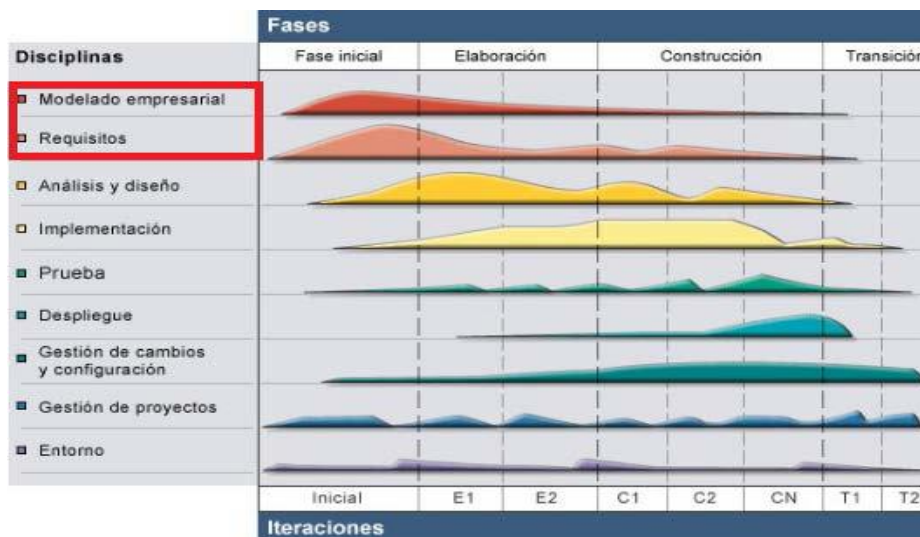 Fases
Disciplinas
Fase inicial
Elaboración
Construcción
Transición
Modelado empresarial
Requisitos
Análisis y diseño
Implementación
Prueba
Despliegue
Gestión de cambios
y configuración
Gestión de proyectos
Entorno
Inicial
E1
E2
C1
C2
CN
T1
T2
Iteraciones